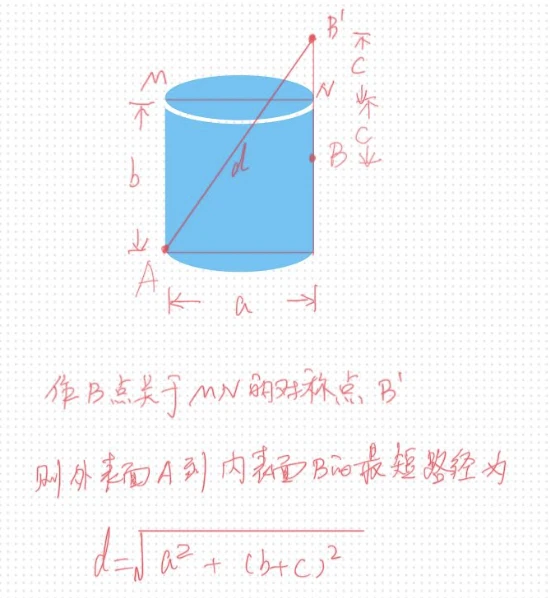 B'
C
M
N
C
b
d
B
A
a
作B点关于MN的对称点B'
则外表面A到内表面B的最短路径为
d=√a²+(b+c)²